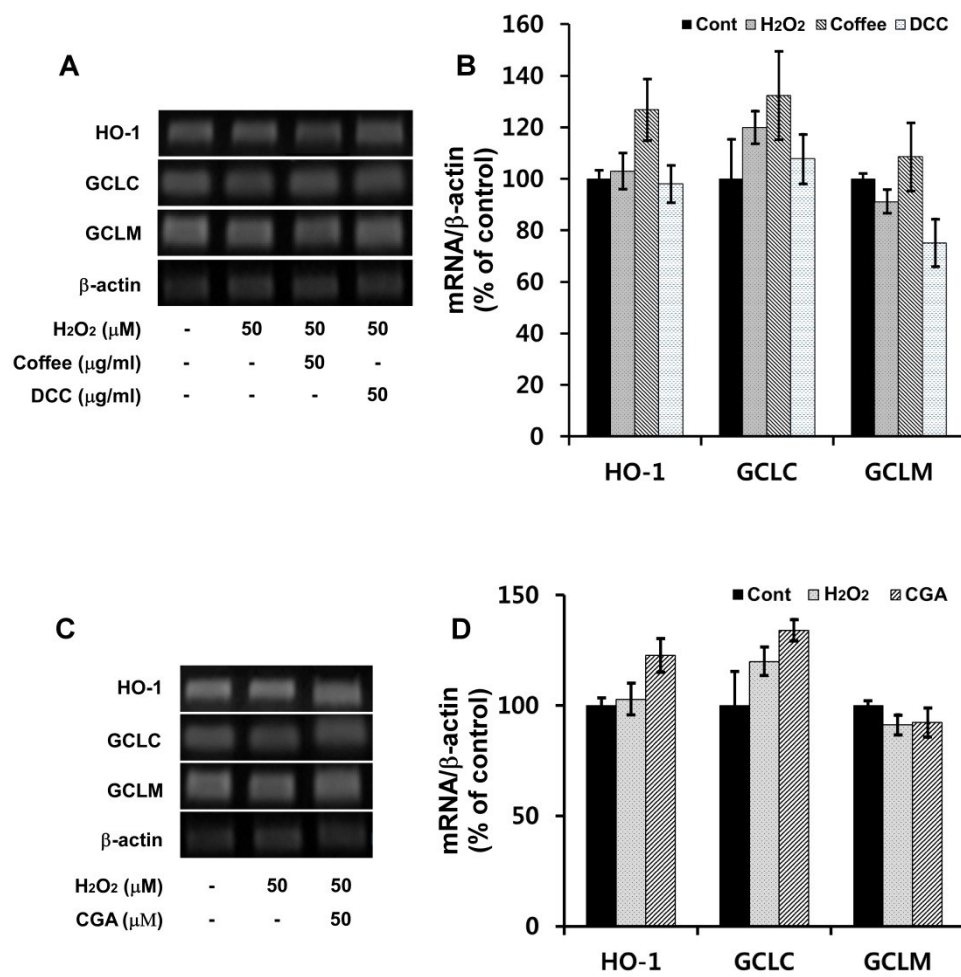 A
HO-1
GCLC
GCLM
β-actin
H2O2 (μM) - 50 50 50
Coffee (μg/ml) - - 50 -
DCC (μg/ml) - - - 50
B
Cont H2O2 Coffee DCC
mRNA/β-actin
(% of control)
160
140
120
100
80
60
40
20
0
HO-1 GCLC GCLM
C
HO-1
GCLC
GCLM
β-actin
H2O2 (μM) - 50 50
CGA (μM) - - 50
D
Cont H2O2 CGA
mRNA/β-actin
(% of control)
150
100
50
0
HO-1 GCLC GCLM